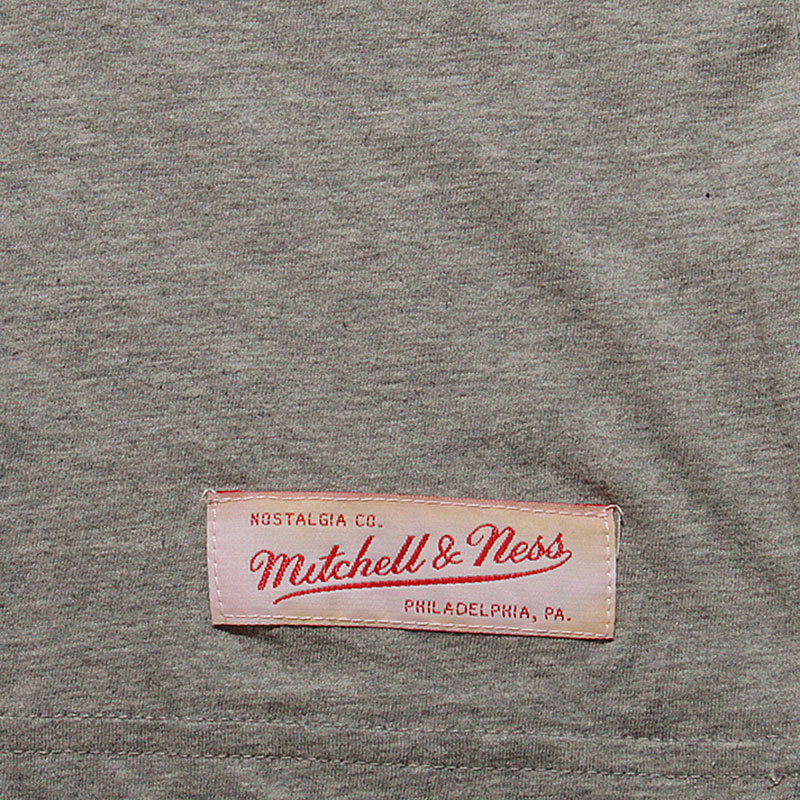 NOSTALGIA CO.
Mitchell & Ness
PHILADELPHIA, PA.